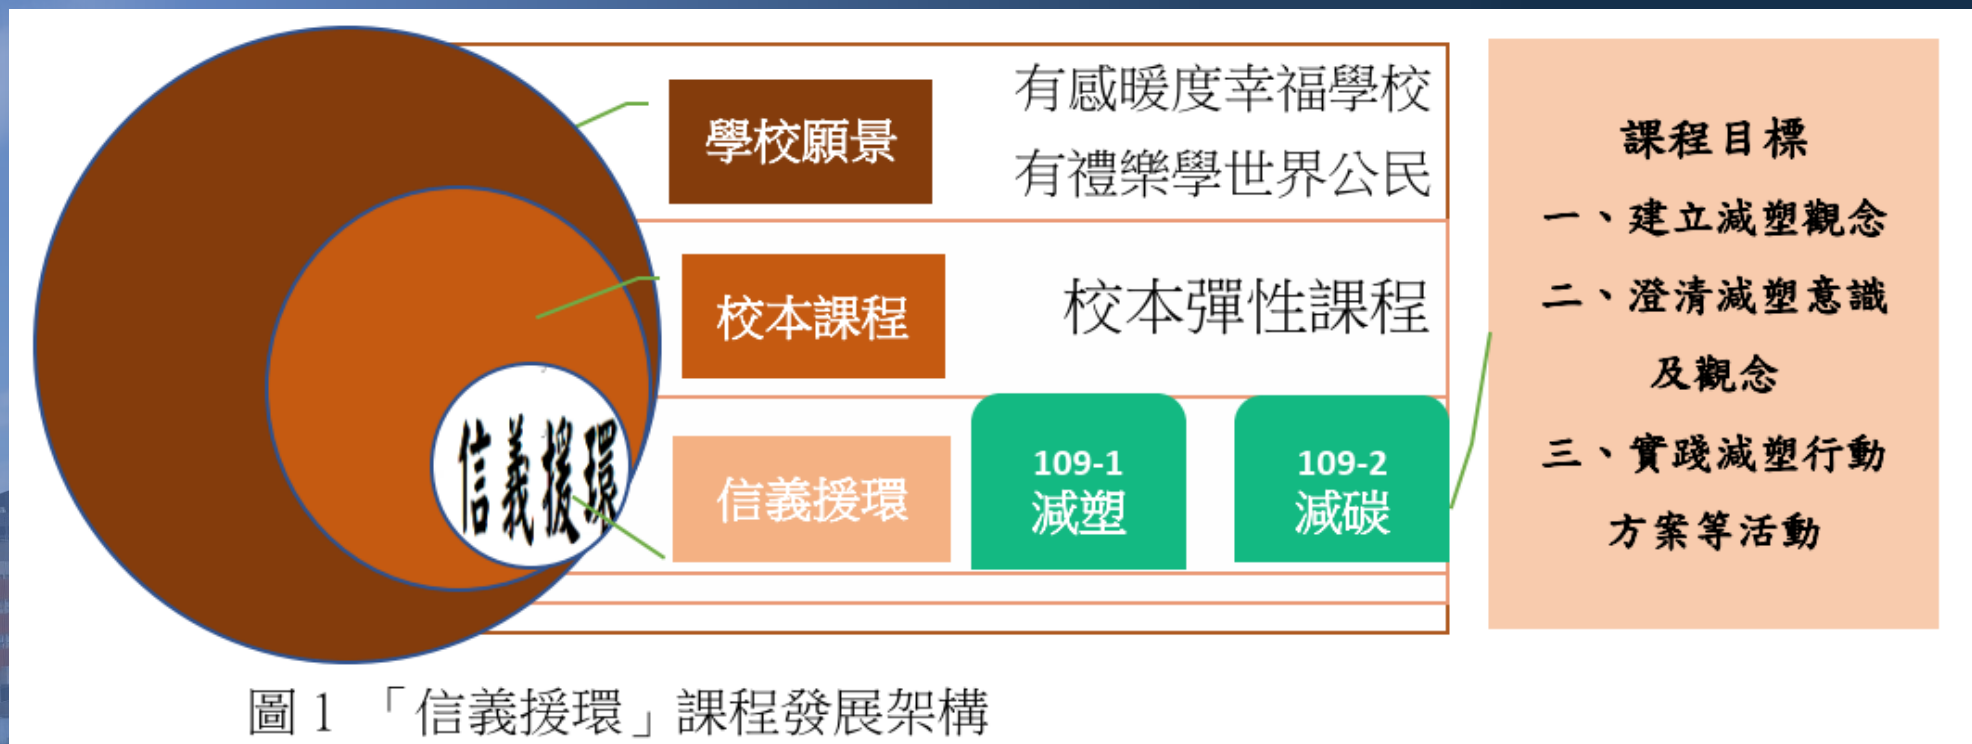 學校願景
有感暖度幸福學校
有禮樂學世界公民
校本課程
校本彈性課程
信義援環
信義援環
109-1
減塑
109-2
減碳
課程目標
一、建立減塑觀念
二、澄清減塑意識
及觀念
三、實踐減塑行動
方案等活動
圖 1 「信義援環」課程發展架構